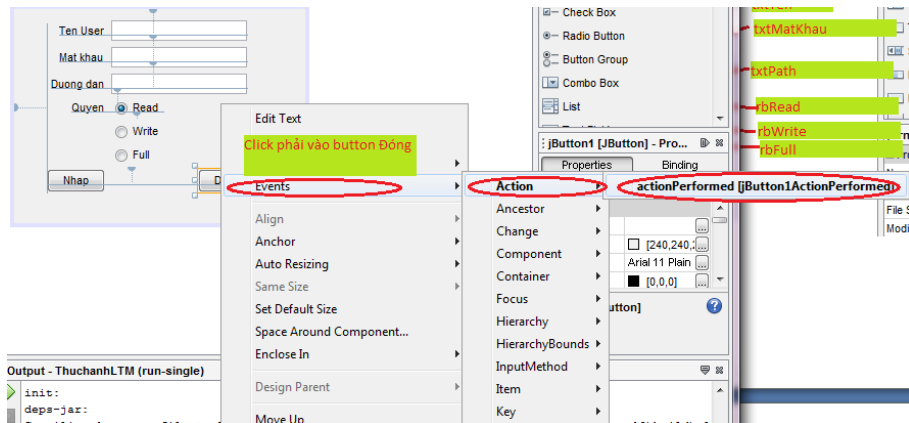 Ten User
Mat khau
Duong dan
Quyen
Read
Write
Full
Nhap
Edit Text
Click phải vào button Đóng
Events
Align
Anchor
Auto Resizing
Same Size
Set Default Size
Space Around Component...
Enclose In
Design Parent
Move Up
Action
Ancestor
Change
Component
Container
Focus
Hierarchy
HierarchyBounds
InputMethod
Item
Key
actionPerformed [jButton1ActionPerformed]
Check Box
Radio Button
Button Group
Combo Box
List
jButton1 [JButton] - Pro...
Properties
Binding
[240,240,2
Arial 11 Plain
[0,0,0]
utton]
txtMatKhau
txtPath
rbRead
rbWrite
rbFull
File S
Modi
Output - ThuchanhLTM (run-single)
init:
deps-jar: